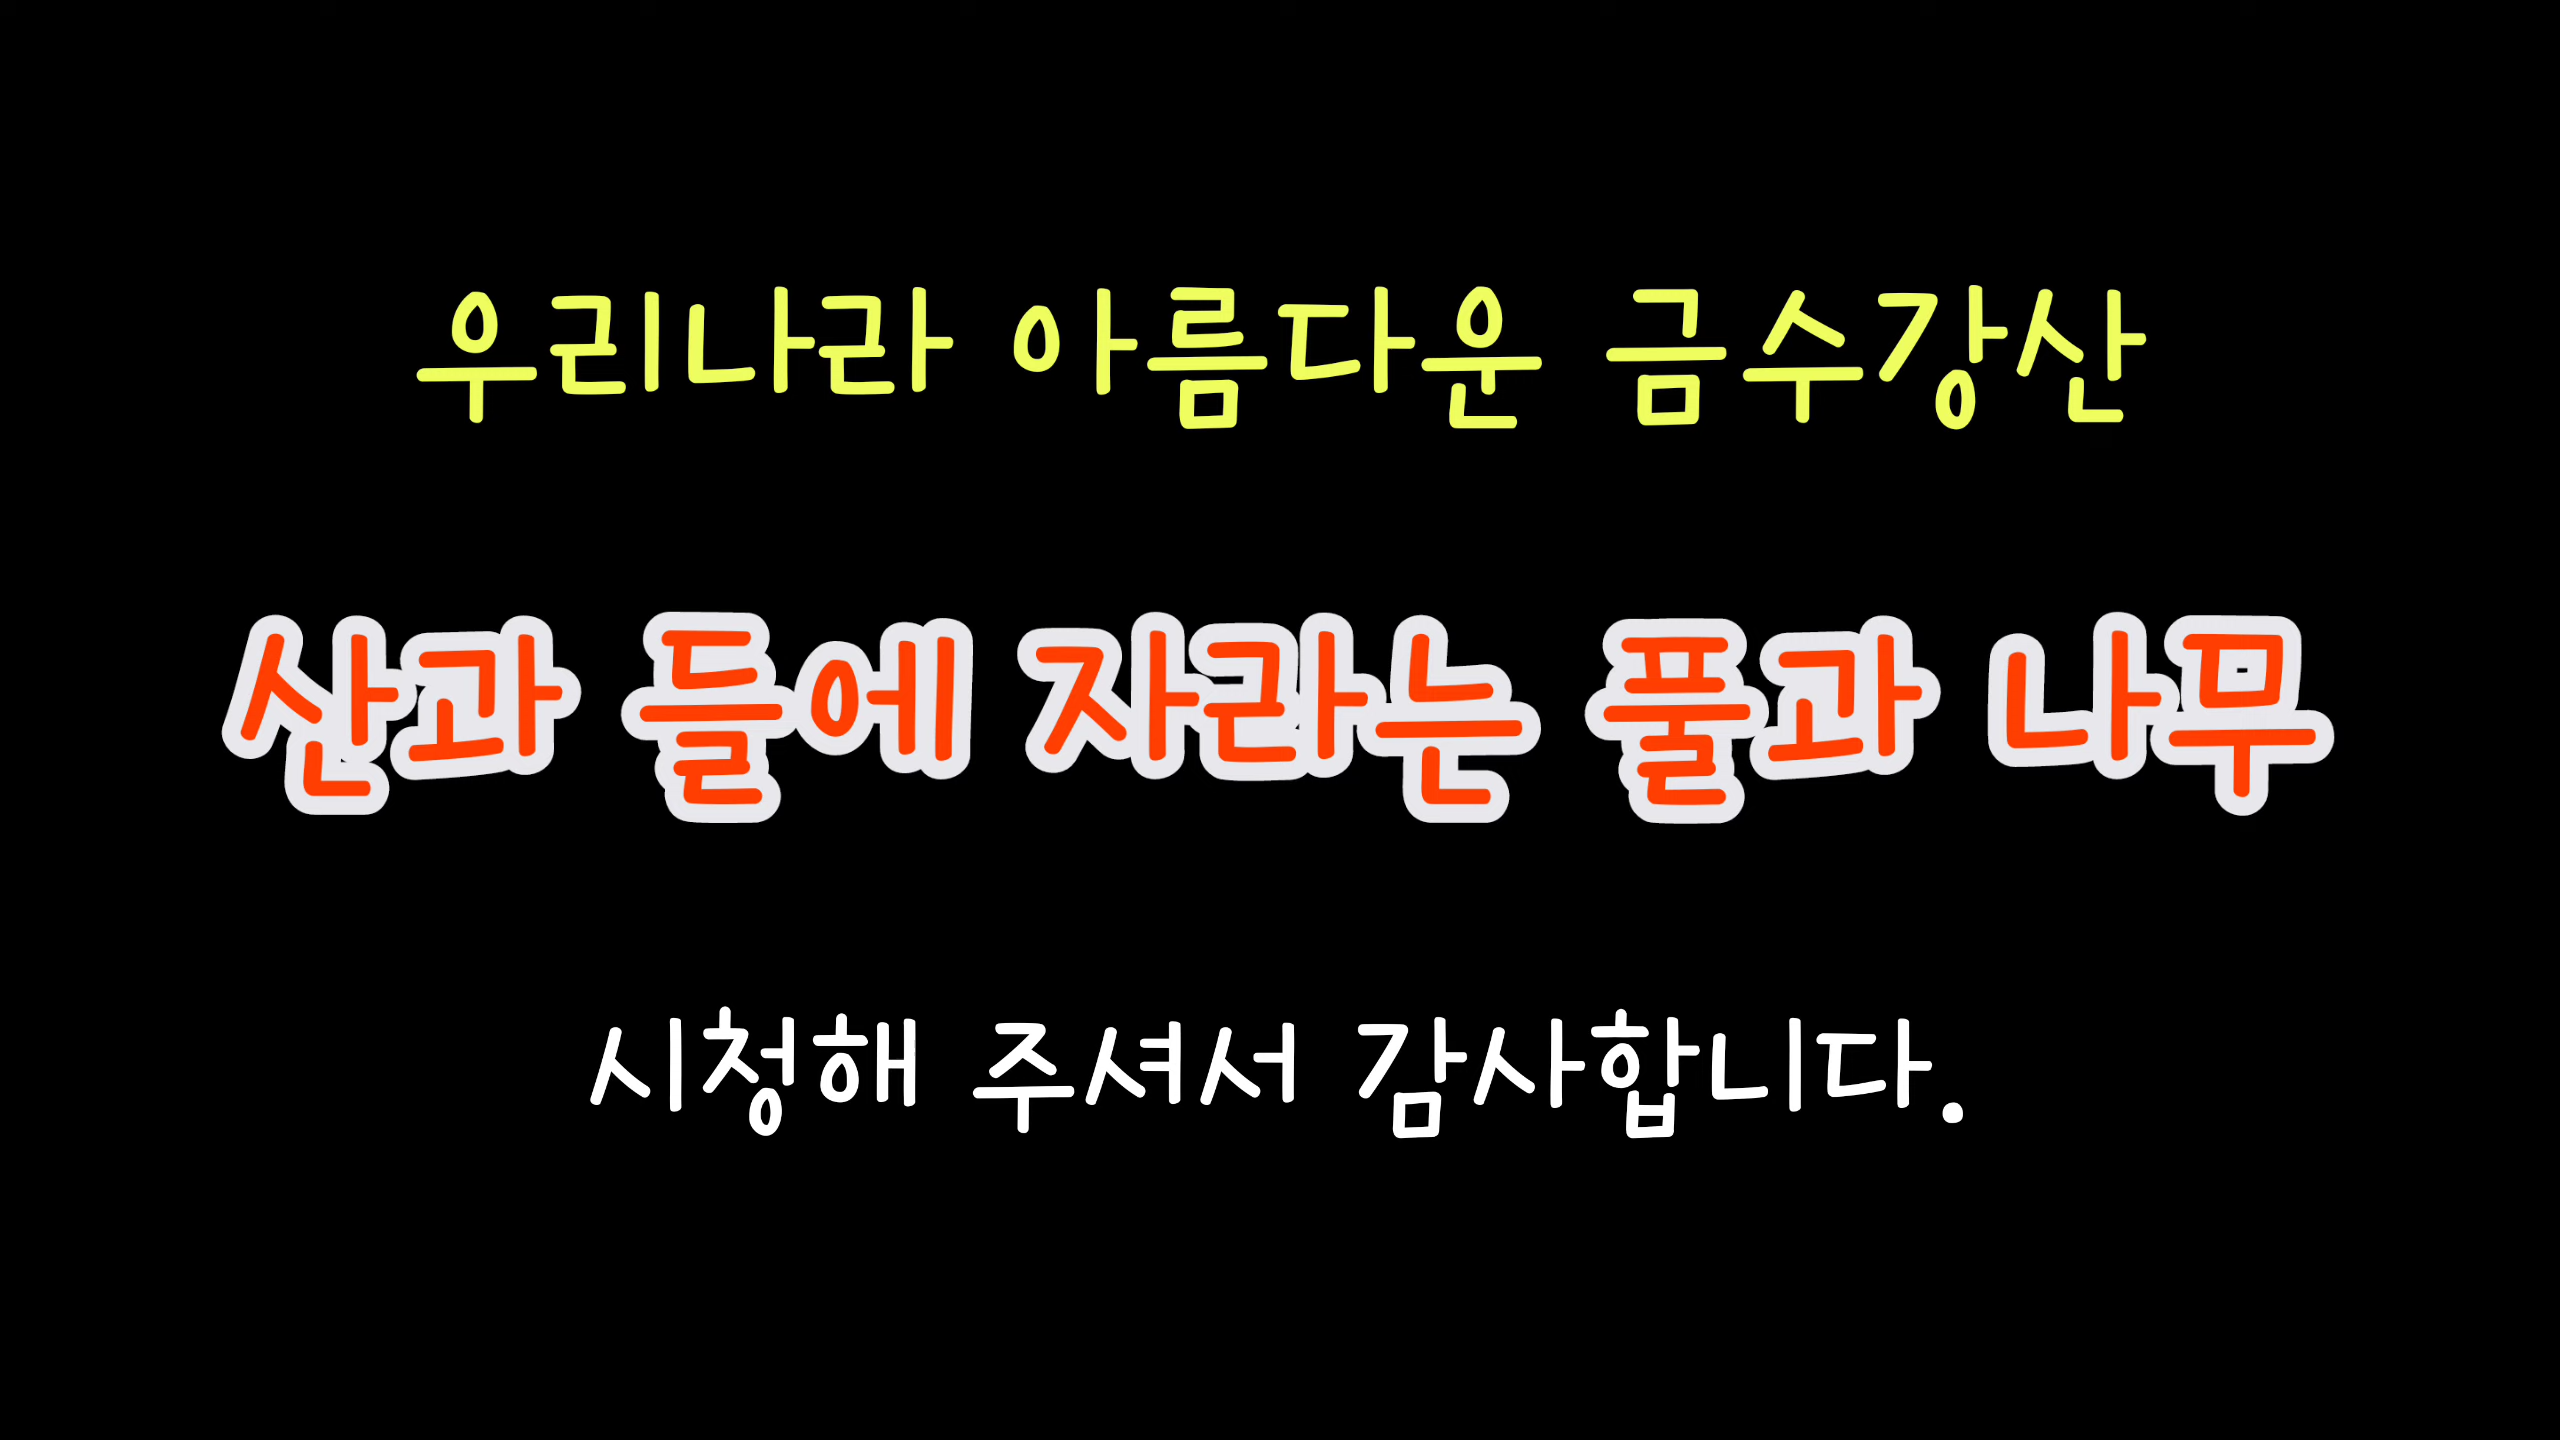 우리나라 아름다운 금수강산
산과 들에 자라는 풀과 나무
시청해 주셔서 감사합니다.